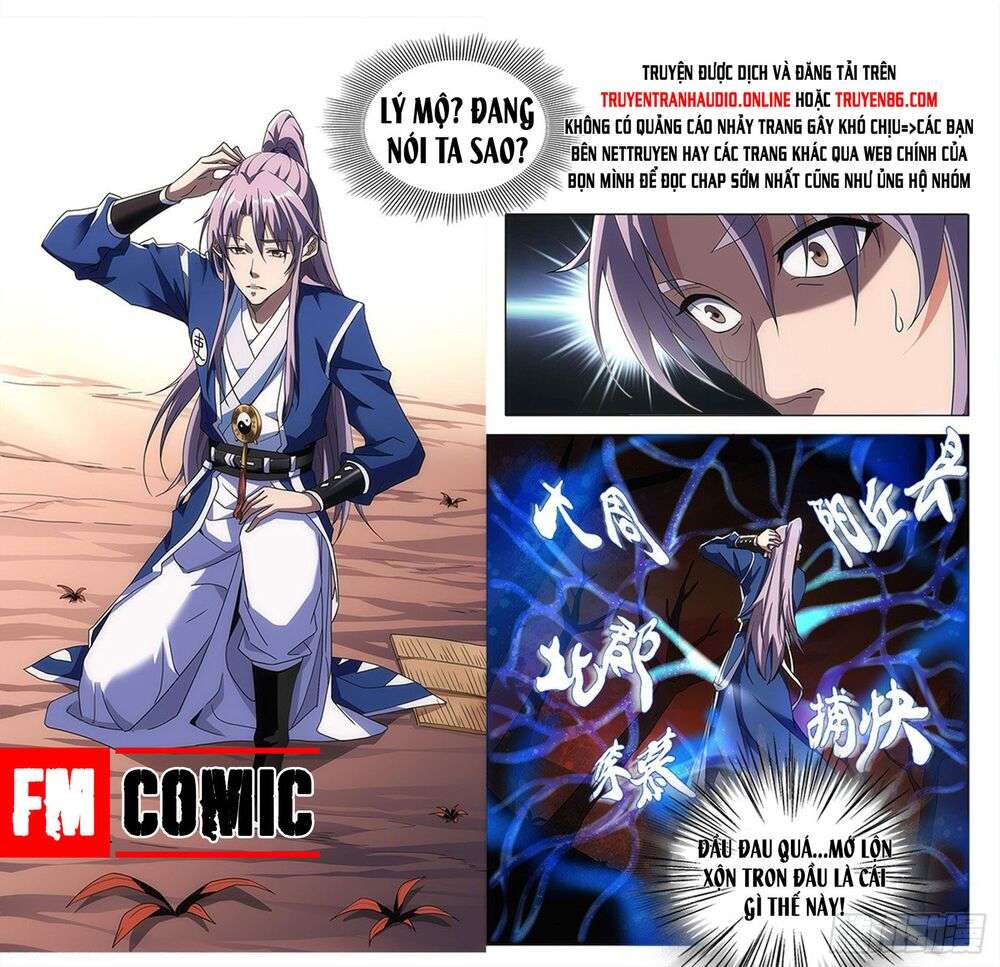 LÝ MỘ? ĐANG
NÓI TA SAO?
TRUYỆN ĐƯỢC DỊCH VÀ ĐĂNG TẢI TRÊN
TRUYENTRANHAUDIO.ONLINE HOẶC TRUYEN86.COM
KHÔNG CÓ QUẢNG CÁO NHẢY TRANG GÂY KHÓ CHỊU=>CÁC BẠN
BÊN NETTRUYEN HAY CÁC TRANG KHÁC QUA WEB CHÍNH CỦA
BỌN MÌNH ĐỂ ĐỌC CHAP SỚM NHẤT CŨNG NHƯ ỦNG HỘ NHÓM
大周
阳丘县
北郡
捕快
李慕
FM COMIC
ĐẦU ĐAU QUÁ...MỚ LỘN
XỘN TRON ĐẦU LÀ CÁI
GÌ THẾ NÀY!